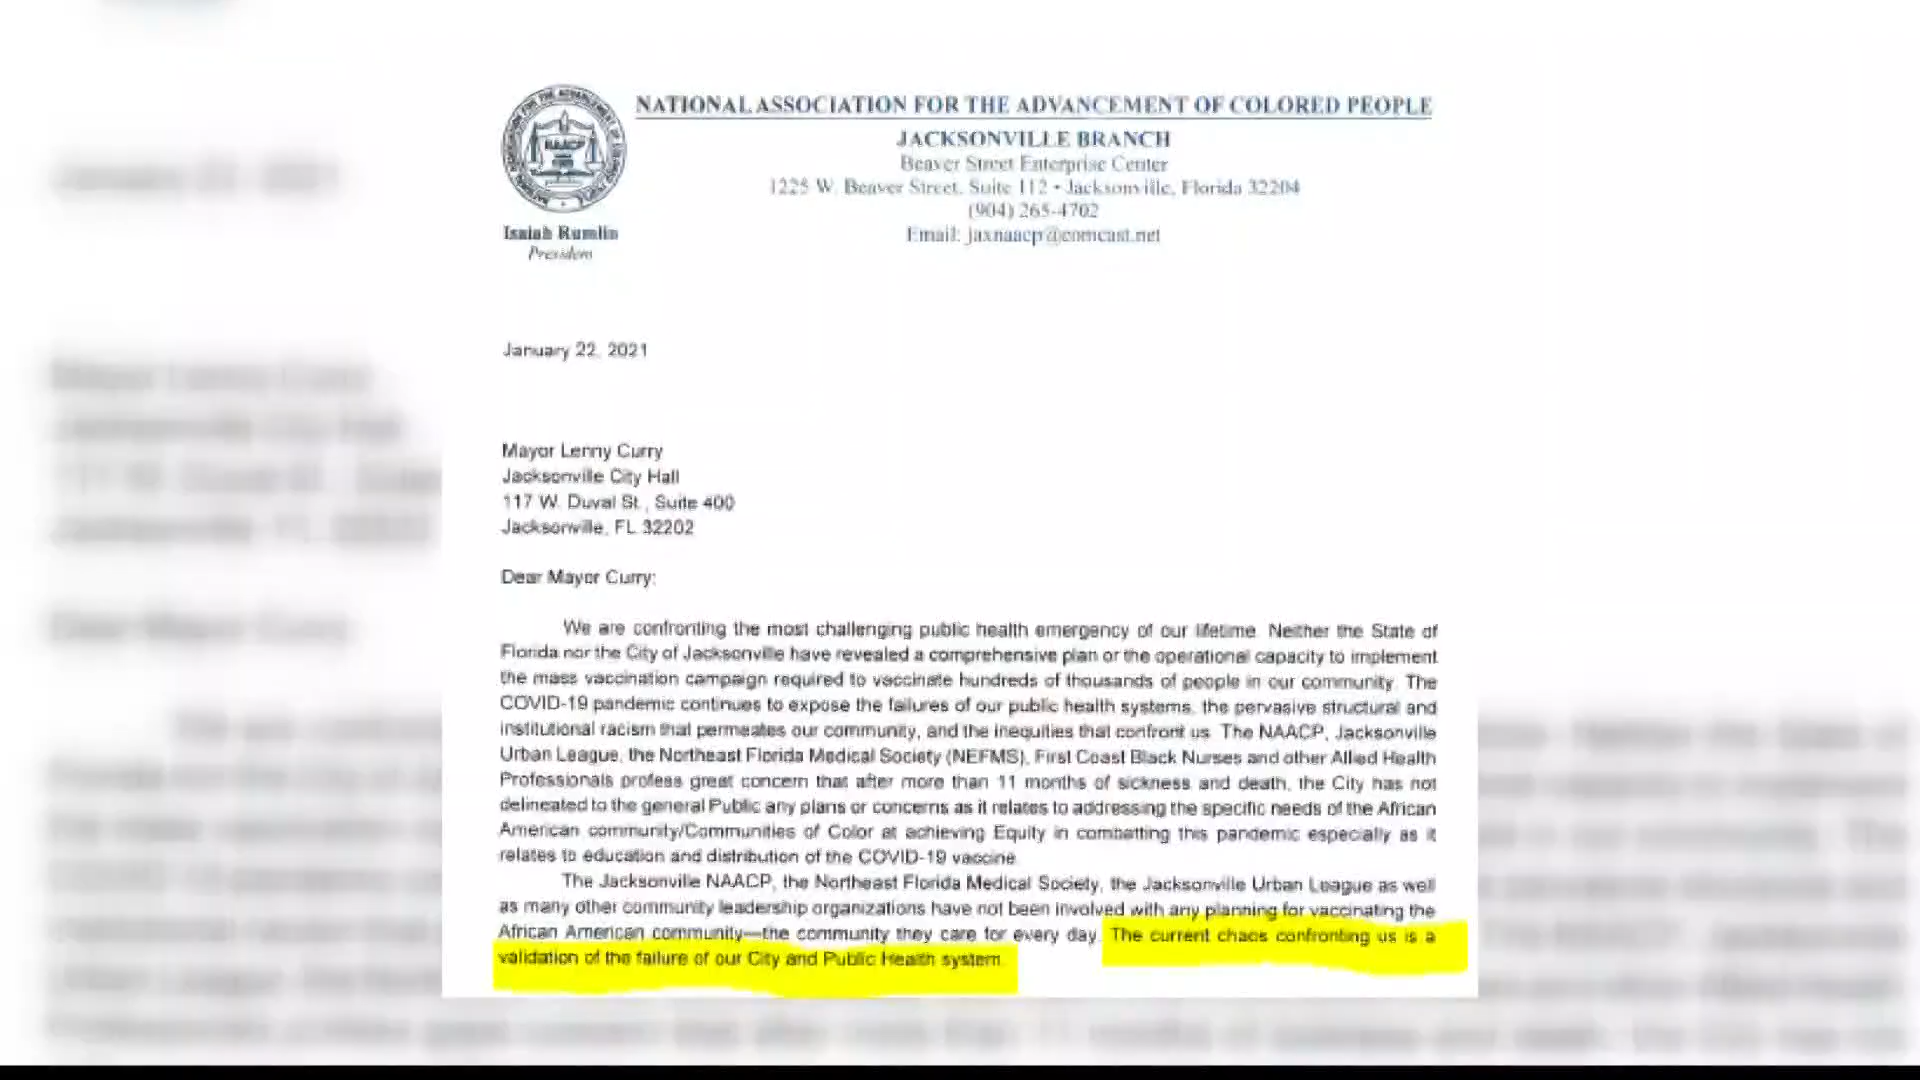 NATIONAL ASSOCIATION FOR THE ADVANCEMENT OF COLORED PEOPLE
JACKSONVILLE BRANCH
Beaver Street Enterprise Center
1225 W. Beaver Street, Suite 112 • Jacksonville, Florida 32204
(904) 265-4702
Email: jaxnaacp@comcast.net
NAACP
Isaiah Rumlin
President
January 22, 2021
Mayor Lenny Curry
Jacksonville City Hall
117 W. Duval St., Suite 400
Jacksonville, FL 32202
Dear Mayor Curry:
We are confronting the most challenging public health emergency of our lifetime. Neither the State of
Florida nor the City of Jacksonville have revealed a comprehensive plan or the operational capacity to implement
the mass vaccination campaign required to vaccinate hundreds of thousands of people in our community. The
COVID-19 pandemic continues to expose the failures of our public health systems, the pervasive structural and
institutional racism that permeates our community, and the inequities that confront us. The NAACP, Jacksonville
Urban League, the Northeast Florida Medical Society (NEFMS), First Coast Black Nurses and other Allied Health
Professionals profess great concern that after more than 11 months of sickness and death, the City has not
delineated to the general Public any plans or concerns as it relates to addressing the specific needs of the African
American community/Communities of Color at achieving Equity in combatting this pandemic especially as it
relates to education and distribution of the COVID-19 vaccine.
The Jacksonville NAACP, the Northeast Florida Medical Society, the Jacksonville Urban League as well
as many other community leadership organizations have not been involved with any planning for vaccinating the
African American community—the community they care for every day. The current chaos confronting us is a
validation of the failure of our City and Public Health system.